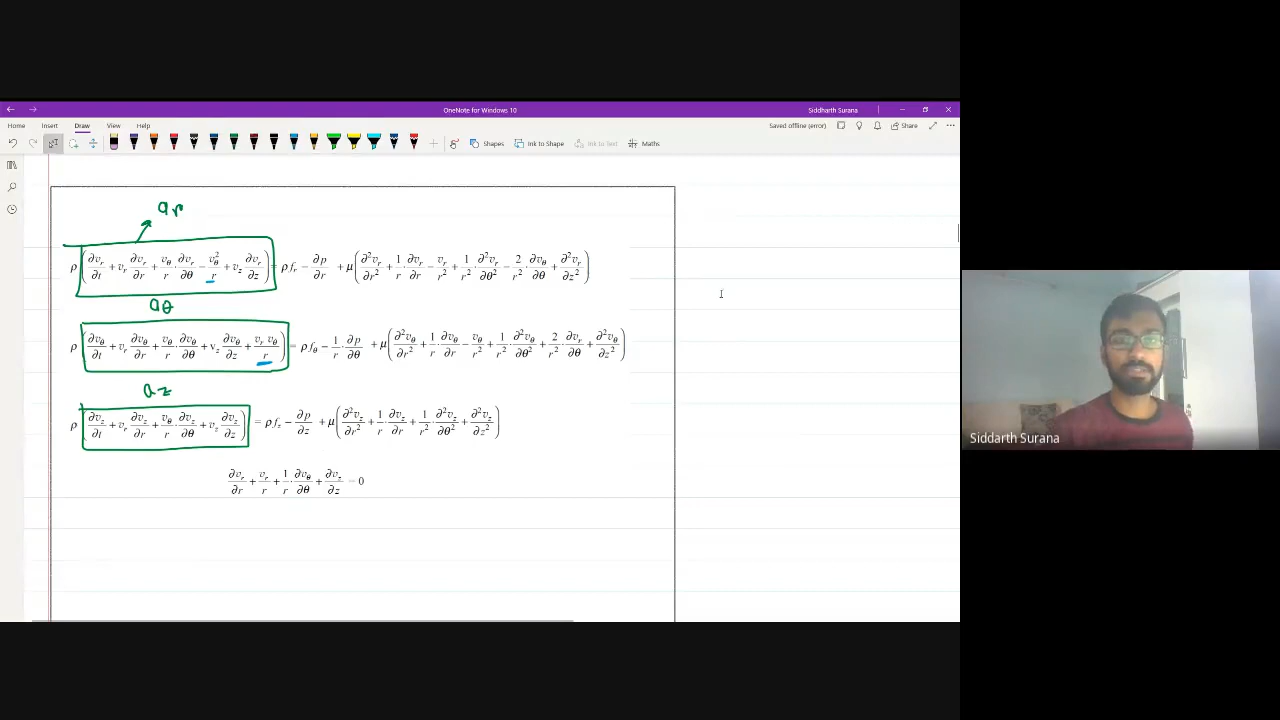 OneNote for Windows 10
Siddharth Surana
Home Insert Draw View Help
Saved offline (error)
Share
Shapes
Ink to Shape
Ink to Text
Maths
ar
ρ(∂v_r/∂t + v_r ∂v_r/∂r + v_θ/r · ∂v_r/∂θ − v_θ²/r + v_z ∂v_r/∂z) = ρ f_r − ∂p/∂r + μ(∂²v_r/∂r² + 1/r · ∂v_r/∂r − v_r/r² + 1/r² · ∂²v_r/∂θ² − 2/r² · ∂v_θ/∂θ + ∂²v_r/∂z²)
aθ
ρ(∂v_θ/∂t + v_r ∂v_θ/∂r + v_θ/r · ∂v_θ/∂θ + v_z ∂v_θ/∂z + v_r v_θ/r) = ρ f_θ − 1/r · ∂p/∂θ + μ(∂²v_θ/∂r² + 1/r · ∂v_θ/∂r − v_θ/r² + 1/r² · ∂²v_θ/∂θ² + 2/r² · ∂v_r/∂θ + ∂²v_θ/∂z²)
az
ρ(∂v_z/∂t + v_r ∂v_z/∂r + v_θ/r · ∂v_z/∂θ + v_z ∂v_z/∂z) = ρ f_z − ∂p/∂z + μ(∂²v_z/∂r² + 1/r · ∂v_z/∂r + 1/r² · ∂²v_z/∂θ² + ∂²v_z/∂z²)
∂v_r/∂r + v_r/r + 1/r · ∂v_θ/∂θ + ∂v_z/∂z = 0
Siddarth Surana